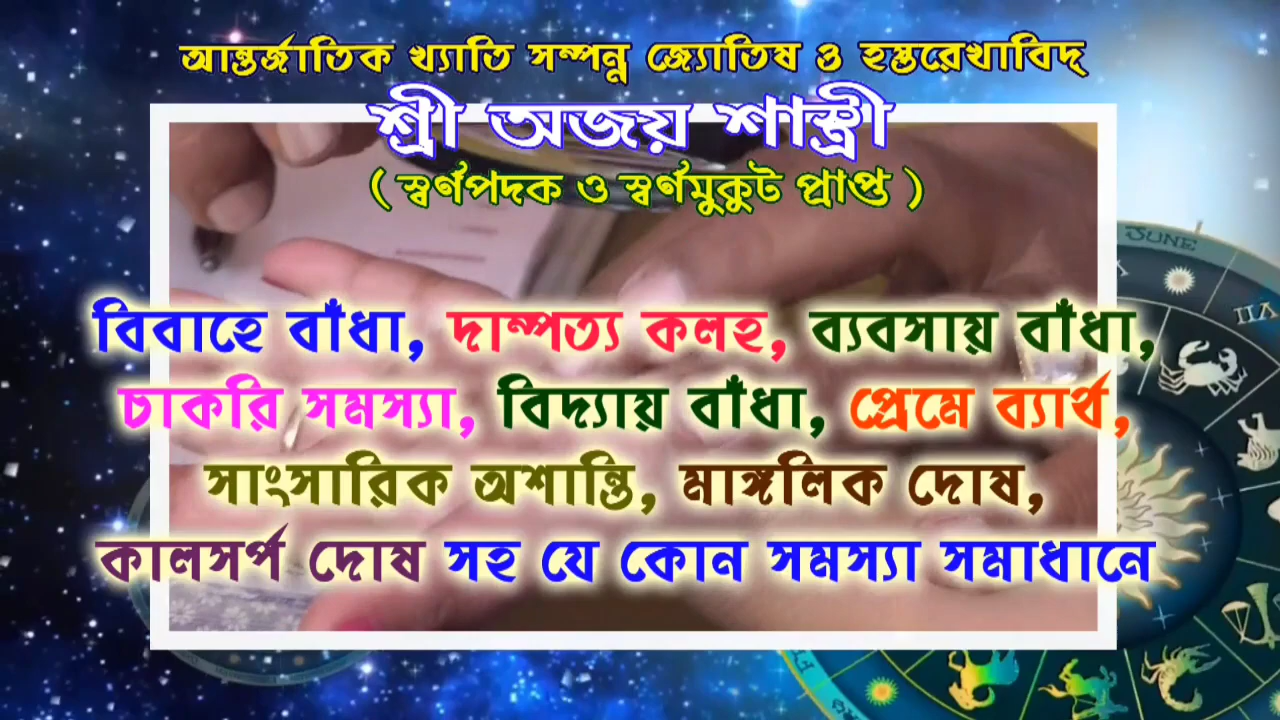 আন্তর্জাতিক খ্যাতি সম্পন্ন জ্যোতিষ ও হস্তরেখাবিদ্
শ্রী অজয় শাস্ত্রী
( স্বর্ণপদক ও স্বর্ণমুকুট প্রাপ্ত )
JUNE
বিবাহে বাঁধা, দাম্পত্য কলহ, ব্যবসায় বাঁধা,
চাকরি সমস্যা, বিদ্যায় বাঁধা, প্রেমে ব্যার্থ,
সাংসারিক অশান্তি, মাঙ্গলিক দোষ,
কালসর্প দোষ সহ যে কোন সমস্যা সমাধানে